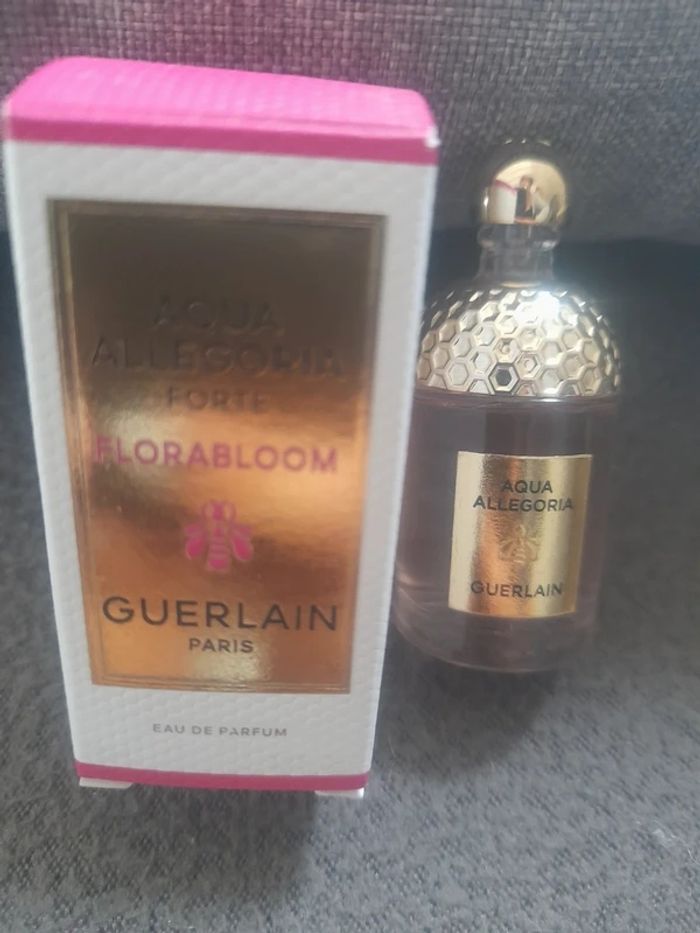 AQUA
ALLEGORIA
FORTE
FLORABLOOM
GUERLAIN
PARIS
EAU DE PARFUM
AQUA
ALLEGORIA
GUERLAIN